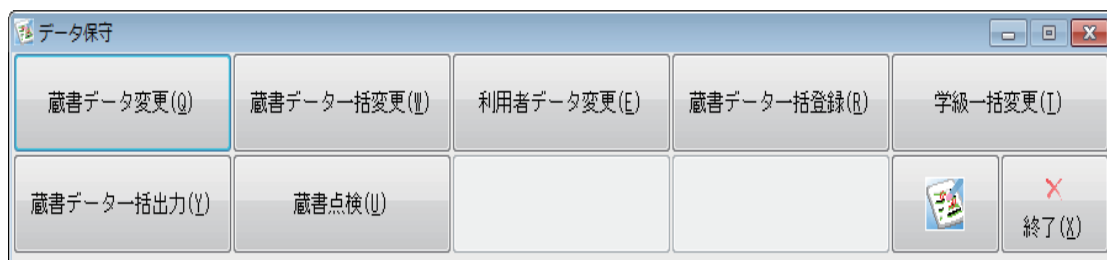 データ保守
蔵書データ変更(Q)
蔵書データ一括変更(W)
利用者データ変更(E)
蔵書データ一括登録(R)
学級一括変更(T)
蔵書データ一括出力(Y)
蔵書点検(U)
終了(X)